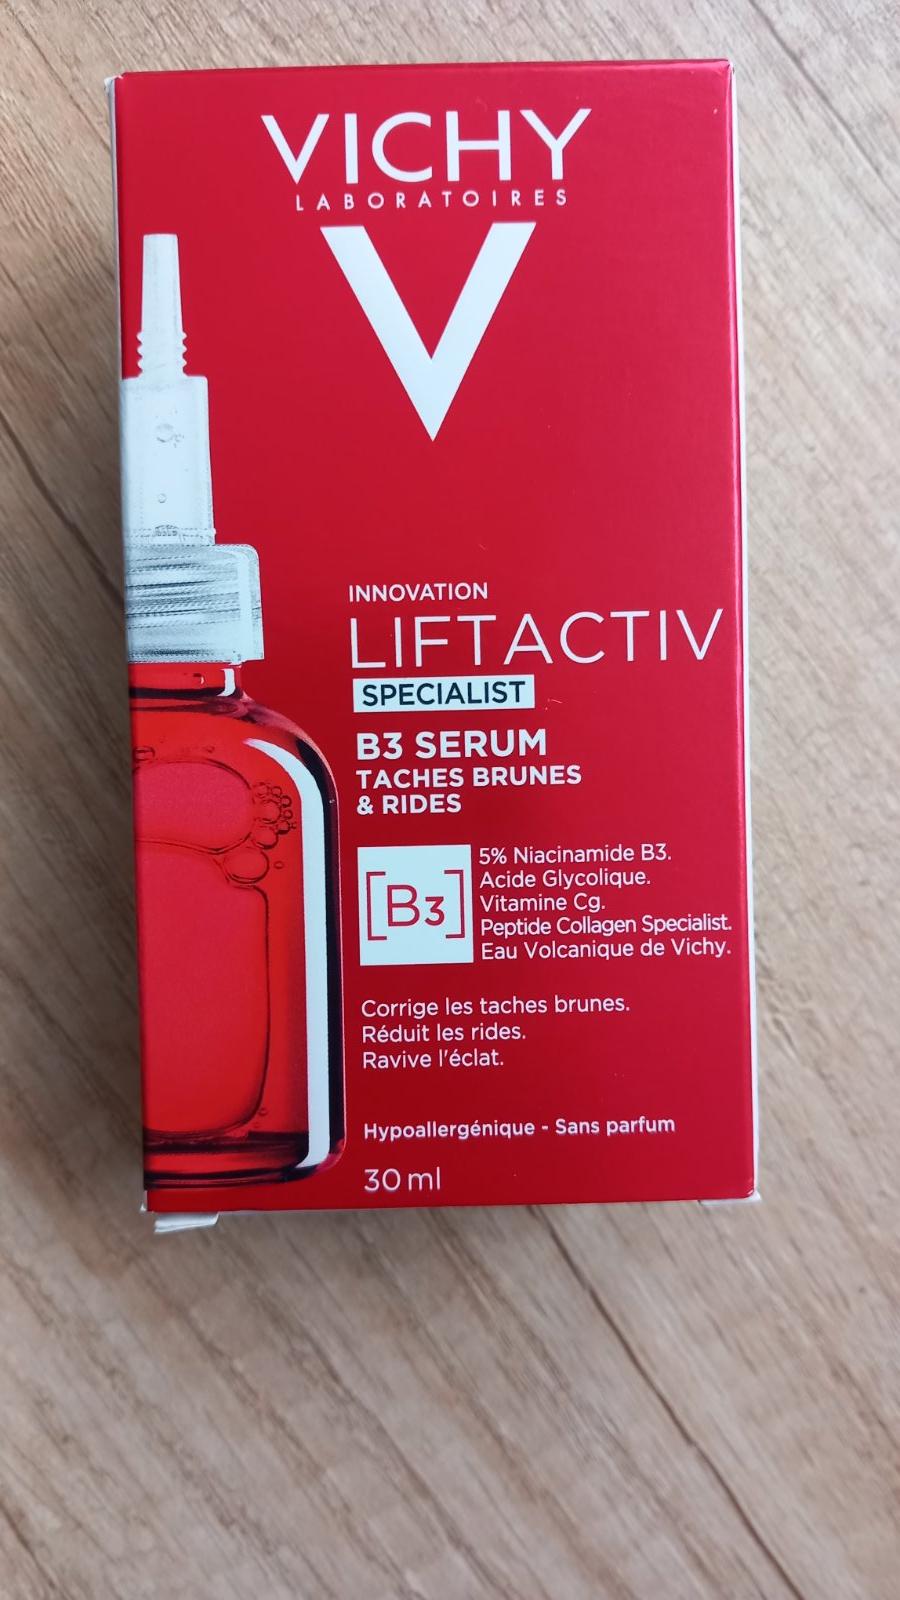 VICHY
LABORATOIRES
V
INNOVATION
LIFTACTIV
SPECIALIST
B3 SERUM
TACHES BRUNES
& RIDES
[B3]
5% Niacinamide B3.
Acide Glycolique.
Vitamine Cg.
Peptide Collagen Specialist.
Eau Volcanique de Vichy.
Corrige les taches brunes.
Réduit les rides.
Ravive l'éclat.
Hypoallergénique - Sans parfum
30 ml